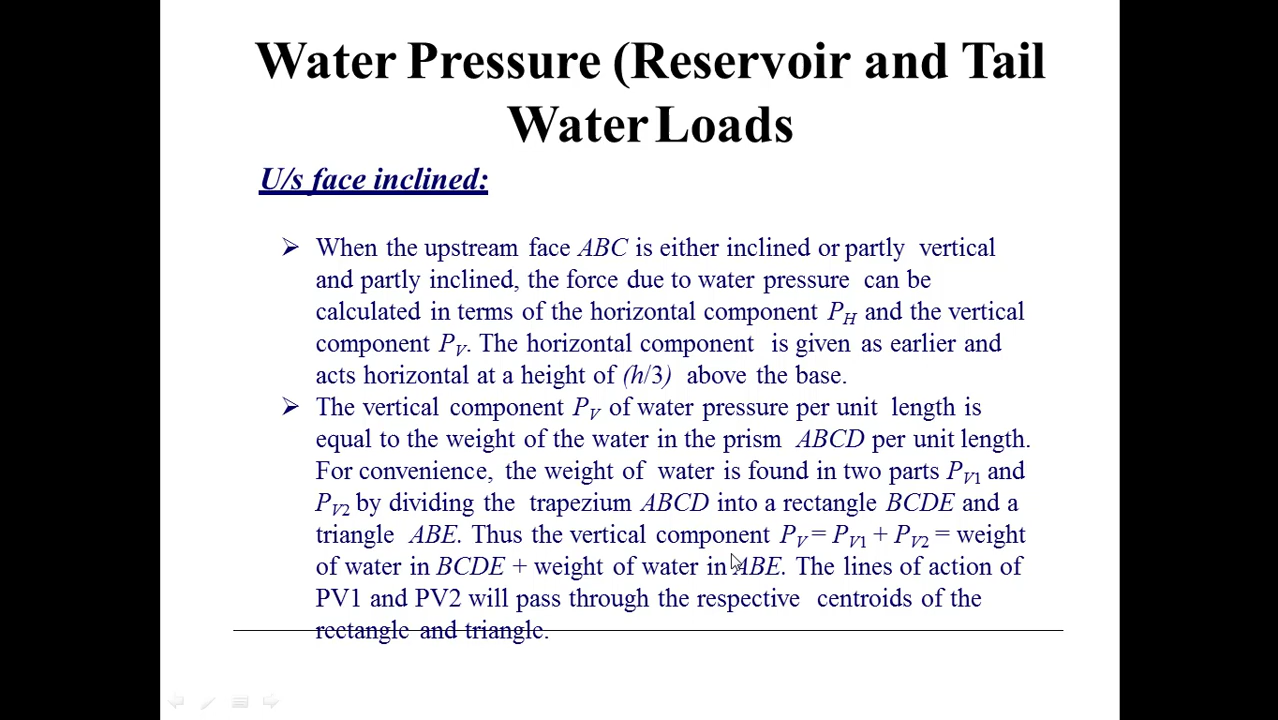 Water Pressure (Reservoir and Tail
Water Loads
U/s face inclined:
➢ When the upstream face ABC is either inclined or partly vertical
and partly inclined, the force due to water pressure can be
calculated in terms of the horizontal component PH and the vertical
component PV. The horizontal component is given as earlier and
acts horizontal at a height of (h/3) above the base.
➢ The vertical component PV of water pressure per unit length is
equal to the weight of the water in the prism ABCD per unit length.
For convenience, the weight of water is found in two parts PV1 and
PV2 by dividing the trapezium ABCD into a rectangle BCDE and a
triangle ABE. Thus the vertical component PV = PV1 + PV2 = weight
of water in BCDE + weight of water in ABE. The lines of action of
PV1 and PV2 will pass through the respective centroids of the
rectangle and triangle.